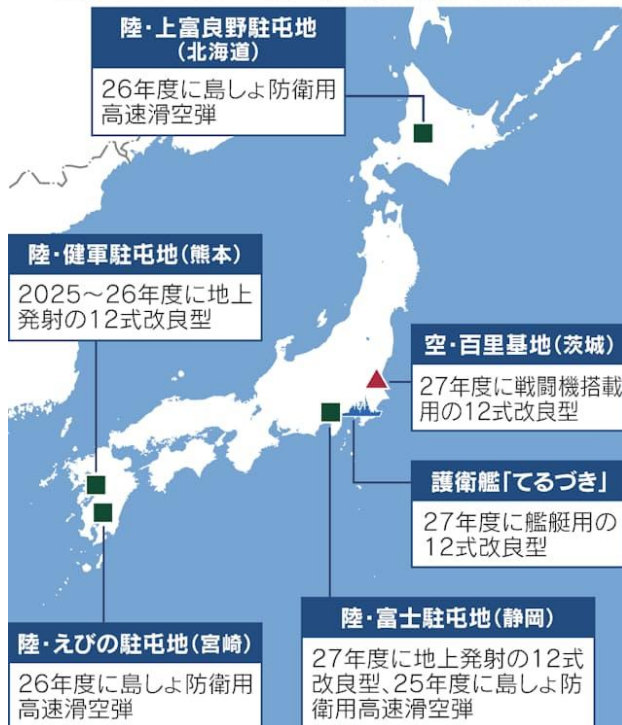 陸・上富良野駐屯地
(北海道)
26年度に島しょ防衛用
高速滑空弾
陸・健軍駐屯地(熊本)
2025～26年度に地上
発射の12式改良型
空・百里基地(茨城)
27年度に戦闘機搭載
用の12式改良型
護衛艦「てるづき」
27年度に艦艇用の
12式改良型
陸・えびの駐屯地(宮崎)
26年度に島しょ防衛用
高速滑空弾
陸・富士駐屯地(静岡)
27年度に地上発射の12式
改良型、25年度に島しょ防
衛用高速滑空弾